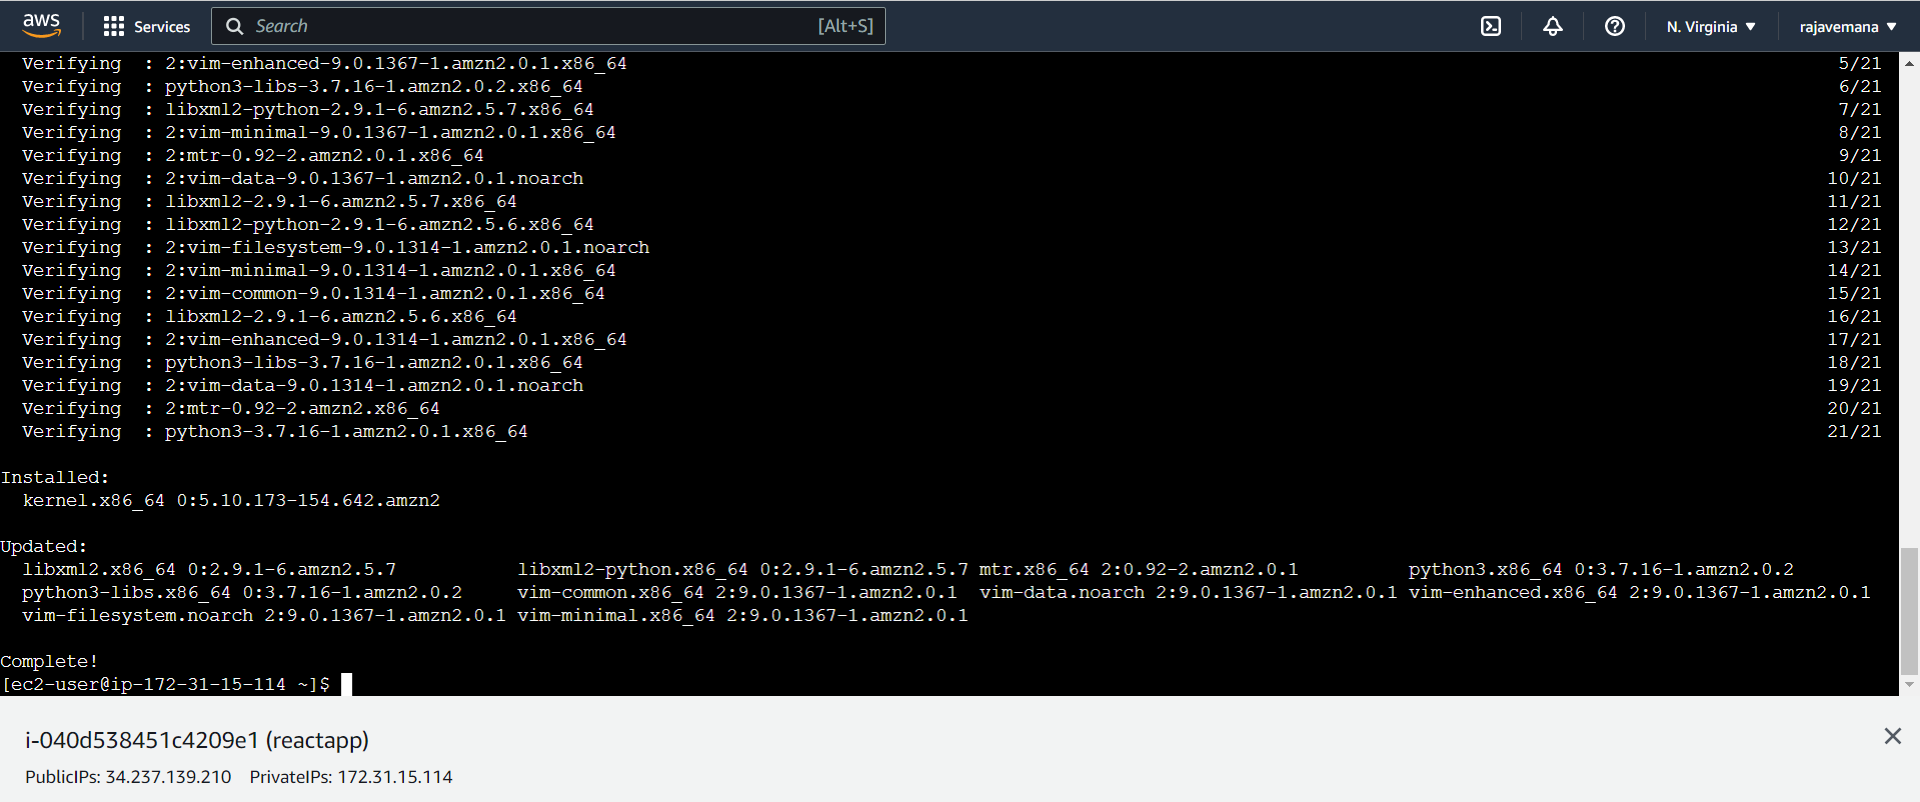 aws Services Search [Alt+S] N. Virginia rajavemana
Verifying : 2:vim-enhanced-9.0.1367-1.amzn2.0.1.x86_64 5/21
Verifying : python3-libs-3.7.16-1.amzn2.0.2.x86_64 6/21
Verifying : libxml2-python-2.9.1-6.amzn2.5.7.x86_64 7/21
Verifying : 2:vim-minimal-9.0.1367-1.amzn2.0.1.x86_64 8/21
Verifying : 2:mtr-0.92-2.amzn2.0.1.x86_64 9/21
Verifying : 2:vim-data-9.0.1367-1.amzn2.0.1.noarch 10/21
Verifying : libxml2-2.9.1-6.amzn2.5.7.x86_64 11/21
Verifying : libxml2-python-2.9.1-6.amzn2.5.6.x86_64 12/21
Verifying : 2:vim-filesystem-9.0.1314-1.amzn2.0.1.noarch 13/21
Verifying : 2:vim-minimal-9.0.1314-1.amzn2.0.1.x86_64 14/21
Verifying : 2:vim-common-9.0.1314-1.amzn2.0.1.x86_64 15/21
Verifying : libxml2-2.9.1-6.amzn2.5.6.x86_64 16/21
Verifying : 2:vim-enhanced-9.0.1314-1.amzn2.0.1.x86_64 17/21
Verifying : python3-libs-3.7.16-1.amzn2.0.1.x86_64 18/21
Verifying : 2:vim-data-9.0.1314-1.amzn2.0.1.noarch 19/21
Verifying : 2:mtr-0.92-2.amzn2.x86_64 20/21
Verifying : python3-3.7.16-1.amzn2.0.1.x86_64 21/21
Installed:
kernel.x86_64 0:5.10.173-154.642.amzn2
Updated:
libxml2.x86_64 0:2.9.1-6.amzn2.5.7 libxml2-python.x86_64 0:2.9.1-6.amzn2.5.7 mtr.x86_64 2:0.92-2.amzn2.0.1 python3.x86_64 0:3.7.16-1.amzn2.0.2
python3-libs.x86_64 0:3.7.16-1.amzn2.0.2 vim-common.x86_64 2:9.0.1367-1.amzn2.0.1 vim-data.noarch 2:9.0.1367-1.amzn2.0.1 vim-enhanced.x86_64 2:9.0.1367-1.amzn2.0.1
vim-filesystem.noarch 2:9.0.1367-1.amzn2.0.1 vim-minimal.x86_64 2:9.0.1367-1.amzn2.0.1
Complete!
[ec2-user@ip-172-31-15-114 ~]$
i-040d538451c4209e1 (reactapp)
PublicIPs: 34.237.139.210 PrivateIPs: 172.31.15.114